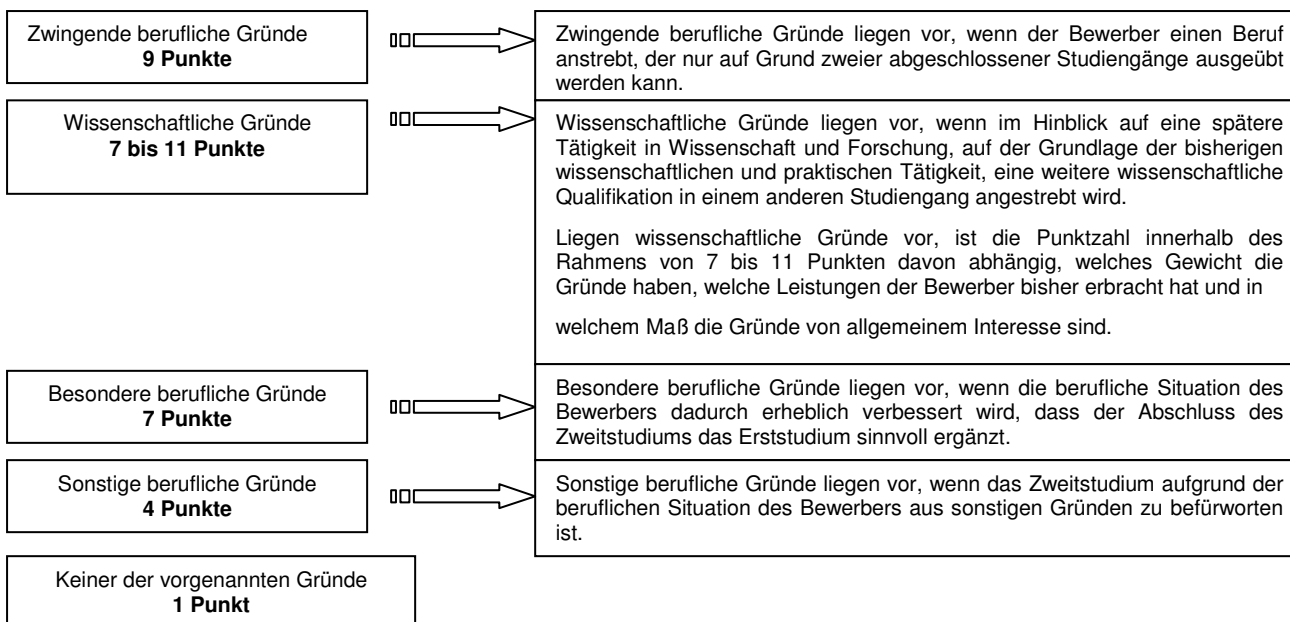 Zwingende berufliche Gründe
9 Punkte
Zwingende berufliche Gründe liegen vor, wenn der Bewerber einen Beruf
anstrebt, der nur auf Grund zweier abgeschlossener Studiengänge ausgeübt
werden kann.
Wissenschaftliche Gründe
7 bis 11 Punkte
Wissenschaftliche Gründe liegen vor, wenn im Hinblick auf eine spätere
Tätigkeit in Wissenschaft und Forschung, auf der Grundlage der bisherigen
wissenschaftlichen und praktischen Tätigkeit, eine weitere wissenschaftliche
Qualifikation in einem anderen Studiengang angestrebt wird.
Liegen wissenschaftliche Gründe vor, ist die Punktzahl innerhalb des
Rahmens von 7 bis 11 Punkten davon abhängig, welches Gewicht die
Gründe haben, welche Leistungen der Bewerber bisher erbracht hat und in
welchem Maß die Gründe von allgemeinem Interesse sind.
Besondere berufliche Gründe
7 Punkte
Besondere berufliche Gründe liegen vor, wenn die berufliche Situation des
Bewerbers dadurch erheblich verbessert wird, dass der Abschluss des
Zweitstudiums das Erststudium sinnvoll ergänzt.
Sonstige berufliche Gründe
4 Punkte
Sonstige berufliche Gründe liegen vor, wenn das Zweitstudium aufgrund der
beruflichen Situation des Bewerbers aus sonstigen Gründen zu befürworten
ist.
Keiner der vorgenannten Gründe
1 Punkt